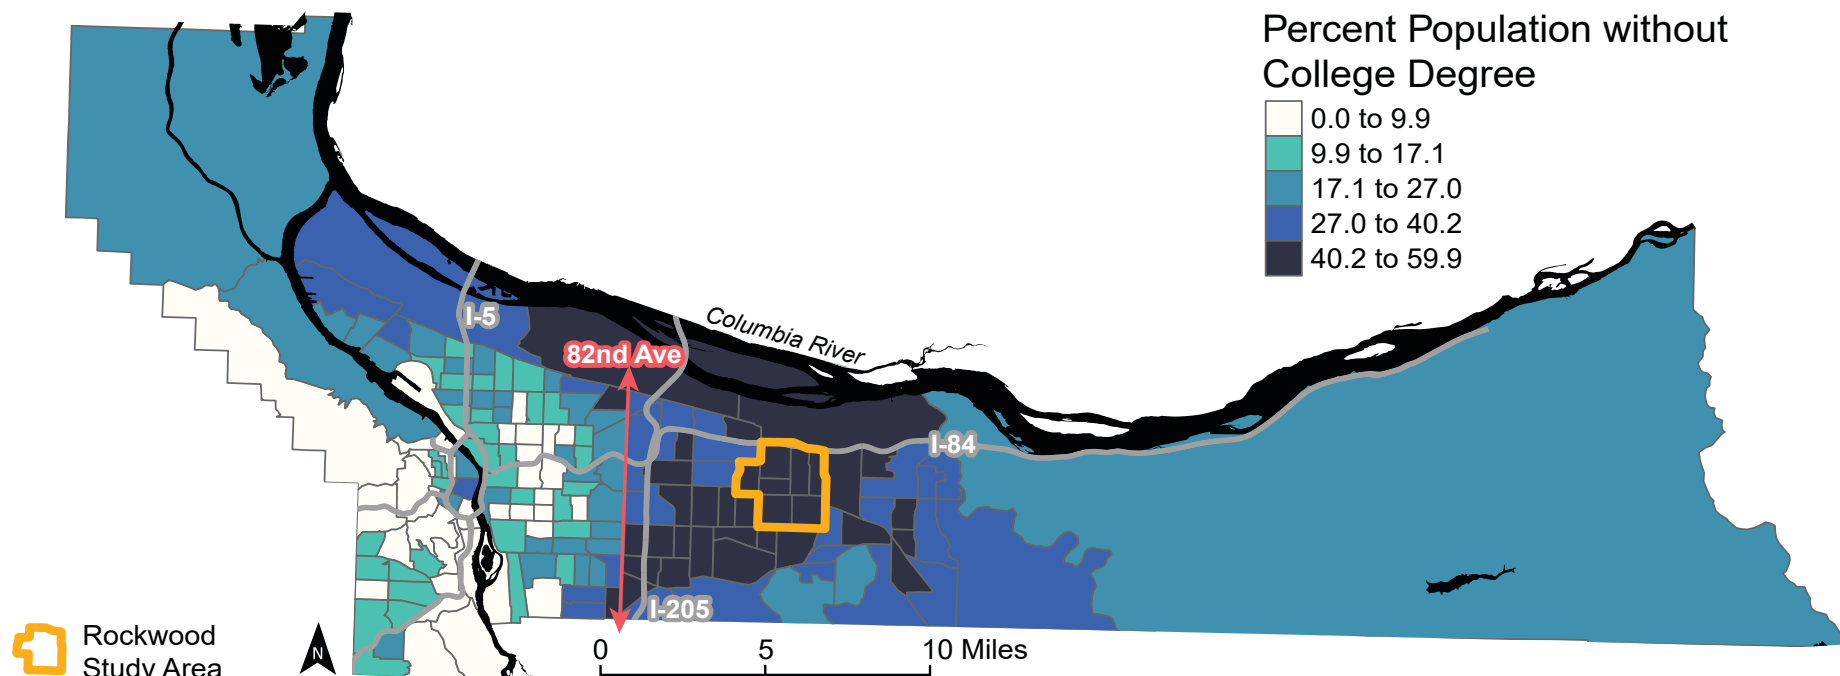 Percent Population without
College Degree
0.0 to 9.9
9.9 to 17.1
17.1 to 27.0
27.0 to 40.2
40.2 to 59.9
I-5
82nd Ave
Columbia River
I-84
I-205
Rockwood
Study Area
N
0 5 10 Miles